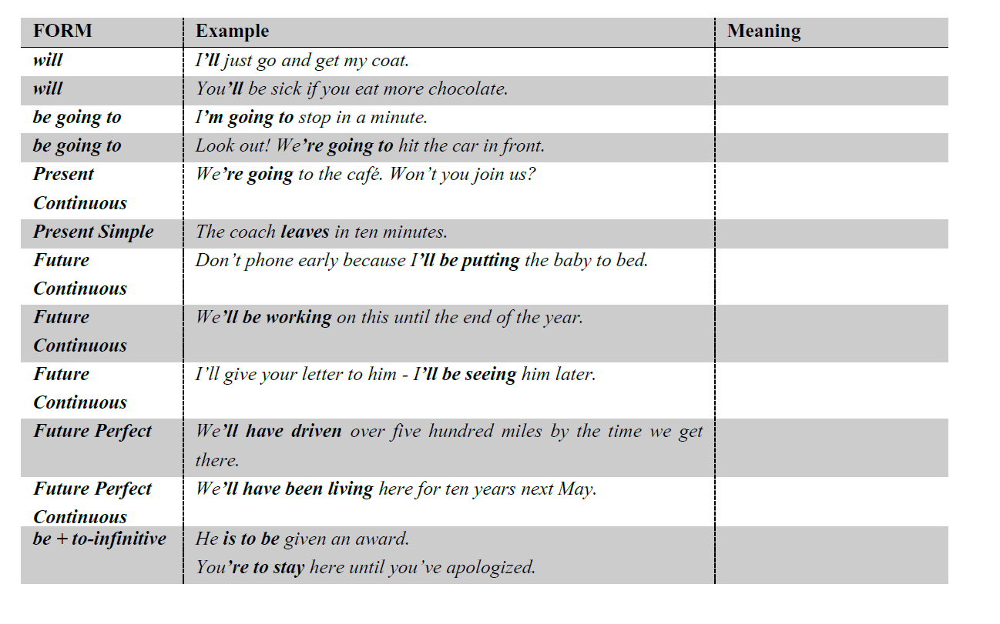 FORM Example Meaning
will I’ll just go and get my coat.
will You’ll be sick if you eat more chocolate.
be going to I’m going to stop in a minute.
be going to Look out! We’re going to hit the car in front.
Present We’re going to the café. Won’t you join us?
Continuous
Present Simple The coach leaves in ten minutes.
Future Don’t phone early because I’ll be putting the baby to bed.
Continuous
Future We’ll be working on this until the end of the year.
Continuous
Future I’ll give your letter to him - I’ll be seeing him later.
Continuous
Future Perfect We’ll have driven over five hundred miles by the time we get
there.
Future Perfect We’ll have been living here for ten years next May.
Continuous
be + to-infinitive He is to be given an award.
You’re to stay here until you’ve apologized.